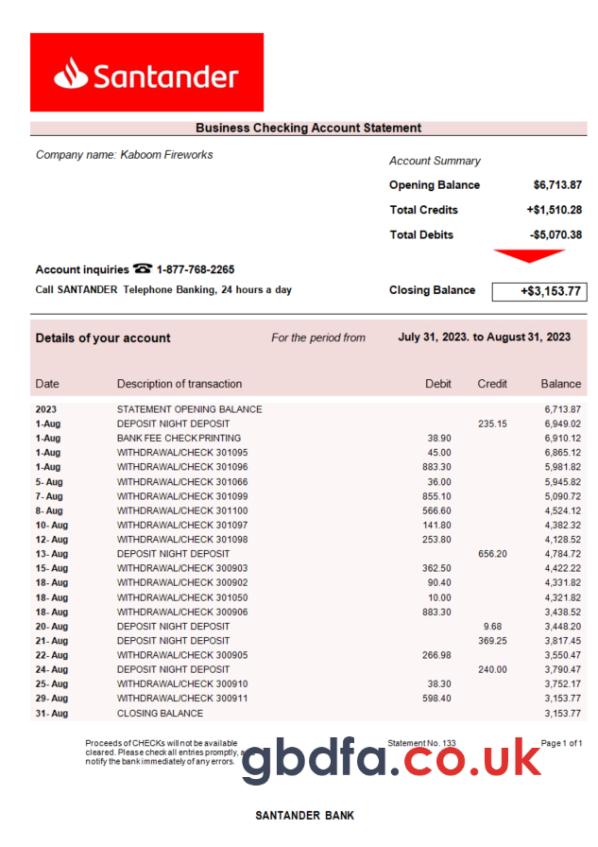 Santander
Business Checking Account Statement
Company name: Kaboom Fireworks
Account Summary
Opening Balance $6,713.87
Total Credits +$1,510.28
Total Debits -$5,070.38
Account inquiries ☎ 1-877-768-2265
Call SANTANDER Telephone Banking, 24 hours a day
Closing Balance +$3,153.77
Details of your account For the period from July 31, 2023. to August 31, 2023
Date Description of transaction Debit Credit Balance
2023 STATEMENT OPENING BALANCE 6,713.87
1-Aug DEPOSIT NIGHT DEPOSIT 235.15 6,949.02
1-Aug BANK FEE CHECK PRINTING 38.90 6,910.12
1-Aug WITHDRAWAL/CHECK 301095 45.00 6,865.12
1-Aug WITHDRAWAL/CHECK 301096 883.30 5,981.82
5- Aug WITHDRAWAL/CHECK 301066 36.00 5,945.82
7- Aug WITHDRAWAL/CHECK 301099 855.10 5,090.72
8- Aug WITHDRAWAL/CHECK 301100 566.60 4,524.12
10- Aug WITHDRAWAL/CHECK 301097 141.80 4,382.32
12- Aug WITHDRAWAL/CHECK 301098 253.80 4,128.52
13- Aug DEPOSIT NIGHT DEPOSIT 656.20 4,784.72
15- Aug WITHDRAWAL/CHECK 300903 362.50 4,422.22
18- Aug WITHDRAWAL/CHECK 300902 90.40 4,331.82
18- Aug WITHDRAWAL/CHECK 301050 10.00 4,321.82
18- Aug WITHDRAWAL/CHECK 300906 883.30 3,438.52
20- Aug DEPOSIT NIGHT DEPOSIT 9.68 3,448.20
21- Aug DEPOSIT NIGHT DEPOSIT 369.25 3,817.45
22- Aug WITHDRAWAL/CHECK 300905 266.98 3,550.47
24- Aug DEPOSIT NIGHT DEPOSIT 240.00 3,790.47
25- Aug WITHDRAWAL/CHECK 300910 38.30 3,752.17
29- Aug WITHDRAWAL/CHECK 300911 598.40 3,153.77
31- Aug CLOSING BALANCE 3,153.77
Proceeds of CHECKs will not be available Statement No. 133 Page 1 of 1
cleared. Please check all entries promptly,
notify the bank immediately of any errors.
gbdfa.co.uk
SANTANDER BANK